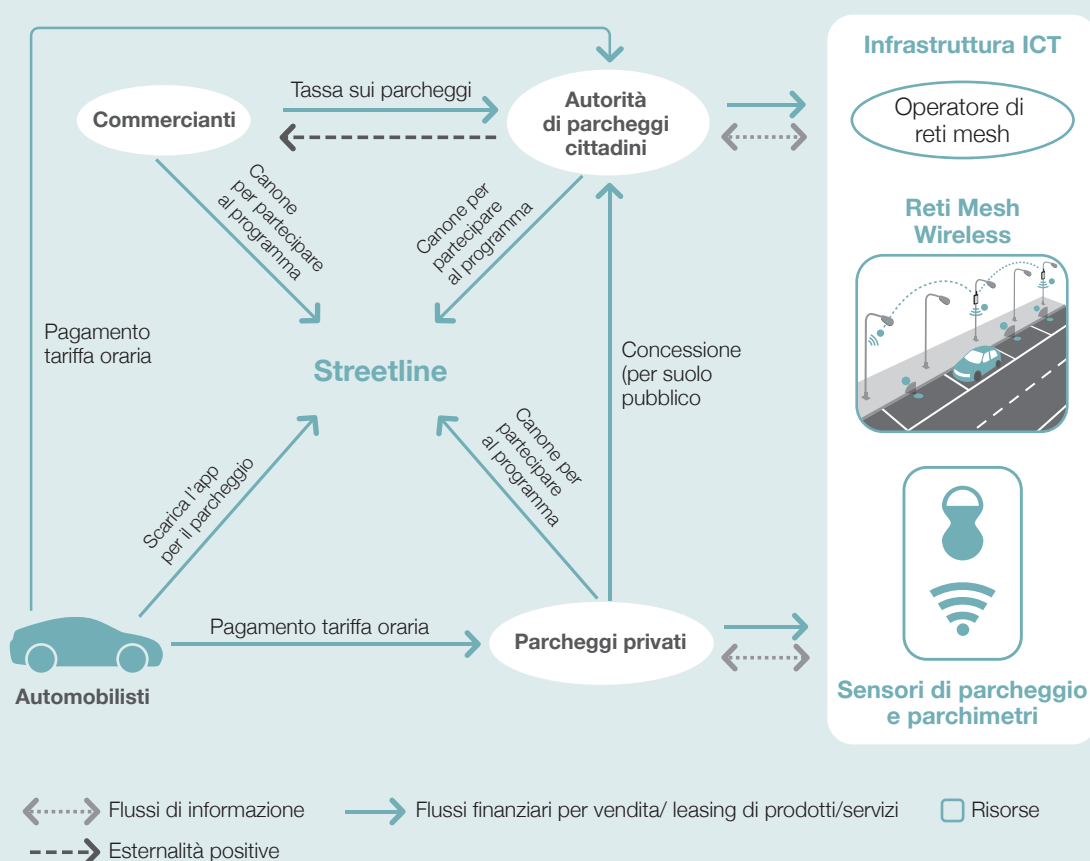 Infrastruttura ICT
Tassa sui parcheggi
Commercianti
Autorità
di parcheggi
cittadini
Operatore di
reti mesh
Canone
per partecipare
al programma
Canone per
partecipare
al programma
Reti Mesh
Wireless
Pagamento
tariffa oraria
Streetline
Concessione
(per suolo
pubblico
Scarica l'app
per il parcheggio
Canone per
partecipare
al programma
Pagamento tariffa oraria
Parcheggi privati
Automobilisti
Sensori di parcheggio
e parchimetri
Flussi di informazione
Flussi finanziari per vendita/ leasing di prodotti/servizi
Risorse
Esternalità positive